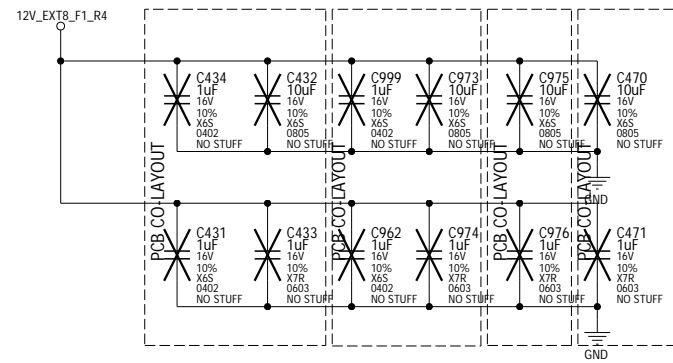 12V_EXT8_F1_R4
C434
1uF
16V
10%
X6S
0402
NO STUFF
C432
10uF
16V
10%
X6S
0805
NO STUFF
C999
1uF
16V
10%
X6S
0402
NO STUFF
C973
10uF
16V
10%
X6S
0805
NO STUFF
C975
10uF
16V
10%
X6S
0805
NO STUFF
C470
10uF
16V
10%
X6S
0805
NO STUFF
PCB CO-LAYOUT
PCB CO-LAYOUT
PCB CO-LAYOUT
PCB CO-LAYOUT
GND
C431
1uF
16V
10%
X6S
0402
NO STUFF
C433
1uF
16V
10%
X7R
0603
NO STUFF
C962
1uF
16V
10%
X6S
0402
NO STUFF
C974
1uF
16V
10%
X7R
0603
NO STUFF
C976
1uF
16V
10%
X7R
0603
NO STUFF
C471
1uF
16V
10%
X7R
0603
NO STUFF
GND